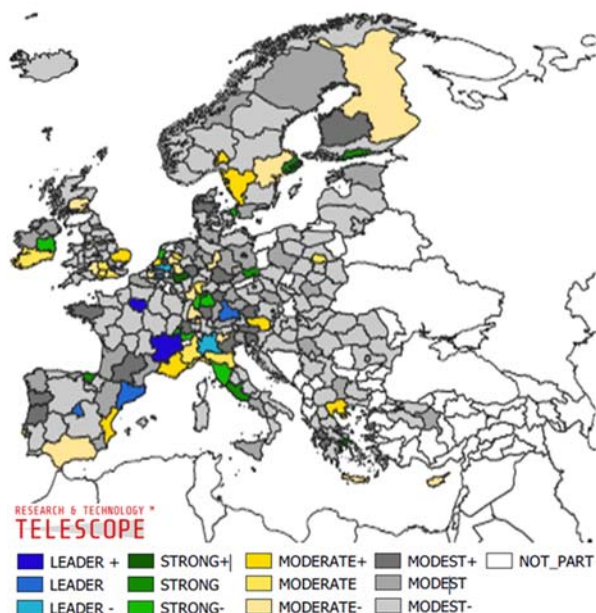 RESEARCH & TECHNOLOGY *
TELESCOPE
LEADER + STRONG+ MODERATE+ MODEST+ NOT_PART
LEADER STRONG MODERATE MODEST
LEADER - STRONG- MODERATE- MODEST-